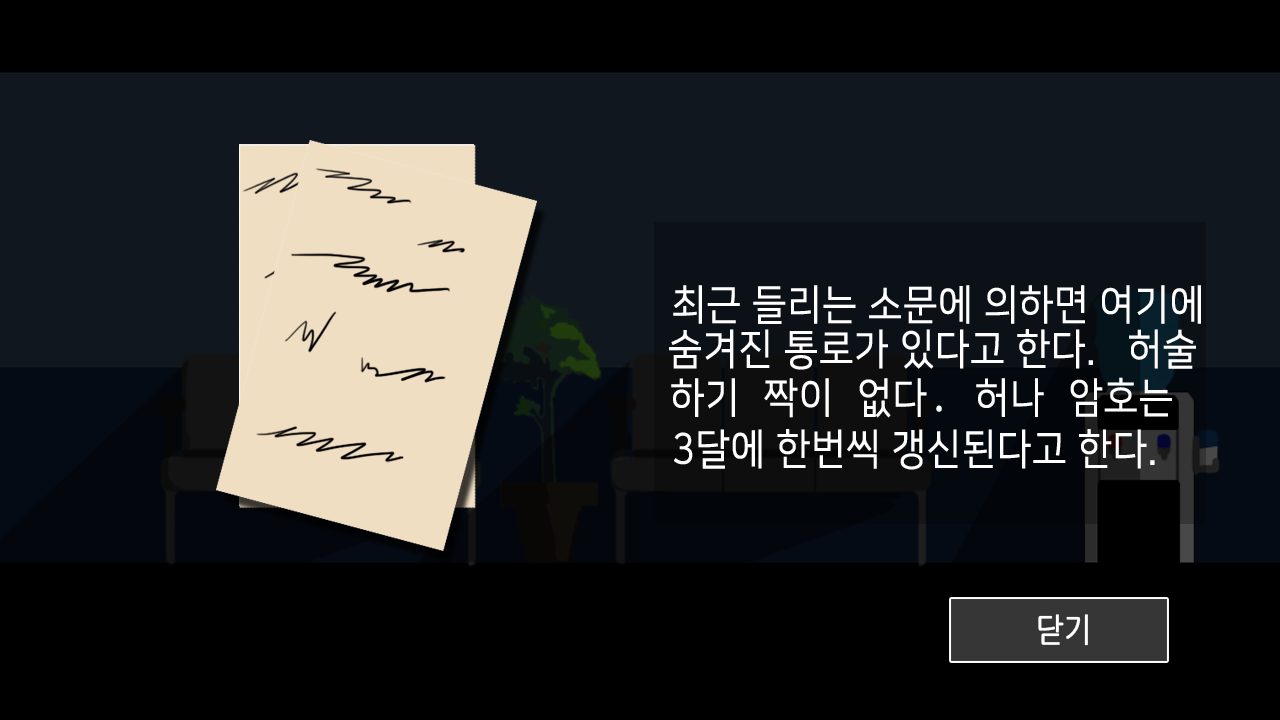 최근 들리는 소문에 의하면 여기에
숨겨진 통로가 있다고 한다. 허술
하기 짝이 없다. 허나 암호는
3달에 한번씩 갱신된다고 한다.
닫기